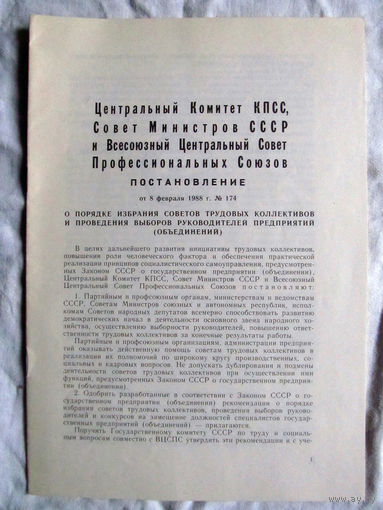 Центральный Комитет КПСС,
Совет Министров СССР
и Всесоюзный Центральный Совет
Профессиональных Союзов
ПОСТАНОВЛЕНИЕ
от 8 февраля 1988 г. № 174
О ПОРЯДКЕ ИЗБРАНИЯ СОВЕТОВ ТРУДОВЫХ КОЛЛЕКТИВОВ
И ПРОВЕДЕНИЯ ВЫБОРОВ РУКОВОДИТЕЛЕЙ ПРЕДПРИЯТИЙ
(ОБЪЕДИНЕНИЙ)
В целях дальнейшего развития инициативы трудовых коллективов,
повышения роли человеческого фактора и обеспечения практической
реализации принципов социалистического самоуправления, предусмотрен-
ных Законом СССР о государственном предприятии (объединении),
Центральный Комитет КПСС, Совет Министров СССР и Всесоюзный
Центральный Совет Профессиональных Союзов постановляют:
1. Партийным и профсоюзным органам, министерствам и ведомствам
СССР, Советам Министров союзных и автономных республик, испол-
комам Советов народных депутатов всемерно способствовать развитию
демократических начал в деятельности основного звена народного хо-
зяйства, осуществлению выборности руководителей, повышению ответ-
ственности трудовых коллективов за конечные результаты работы.
Партийным и профсоюзным организациям, администрации предприя-
тий оказывать действенную помощь советам трудовых коллективов в
реализации их полномочий по широкому кругу производственных, со-
циальных и кадровых вопросов. Не допускать дублирования и подмены
деятельности советов трудовых коллективов при осуществлении ими
функций, предусмотренных Законом СССР о государственном предприя-
тии (объединении).
2. Одобрить разработанные в соответствии с Законом СССР о го-
сударственном предприятии (объединении) рекомендации о порядке
избрания советов трудовых коллективов, проведения выборов руково-
дителей и конкурсов на замещение должностей специалистов государ-
ственных предприятий (объединений) — прилагаются.
Поручить Государственному комитету СССР по труду и социаль-
ным вопросам совместно с ВЦСПС утвердить эти рекомендации и с уче-
1
ay.by